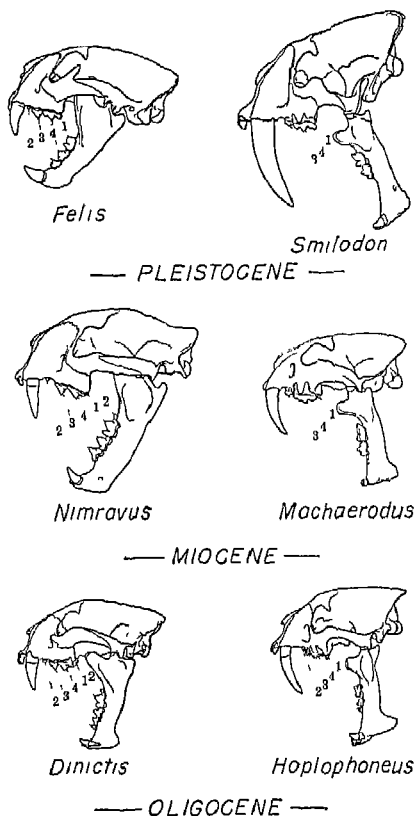 2 3 4 1
3 4 1
Felis
Smilodon
— PLEISTOCENE —
2 3 4 1 2
3 4 1
Nimravus
Machaerodus
— MIOCENE —
2 3 4 1 2
2 3 4 1
Dinictis
Hoplophoneus
— OLIGOCENE —